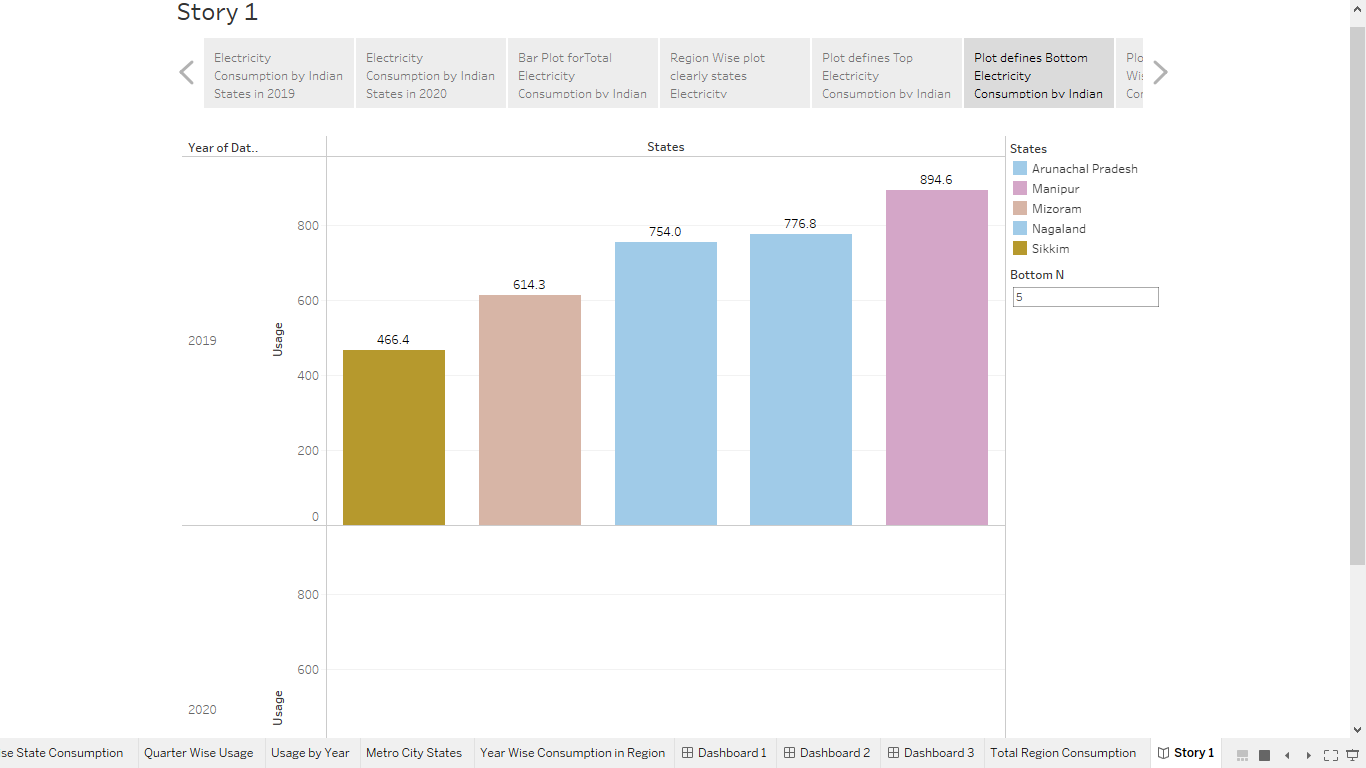 Story 1
Electricity
Consumption by Indian
States in 2019
Electricity
Consumption by Indian
States in 2020
Bar Plot forTotal
Electricity
Consumption by Indian
Region Wise plot
clearly states
Electricity
Plot defines Top
Electricity
Consumption by Indian
Plot defines Bottom
Electricity
Consumption by Indian
Plo
Wis
Cor
Year of Dat..
States
894.6
776.8
754.0
614.3
466.4
800
600
400
200
0
Usage
2019
800
600
Usage
2020
States
Arunachal Pradesh
Manipur
Mizoram
Nagaland
Sikkim
Bottom N
5
se State Consumption
Quarter Wise Usage
Usage by Year
Metro City States
Year Wise Consumption in Region
Dashboard 1
Dashboard 2
Dashboard 3
Total Region Consumption
Story 1